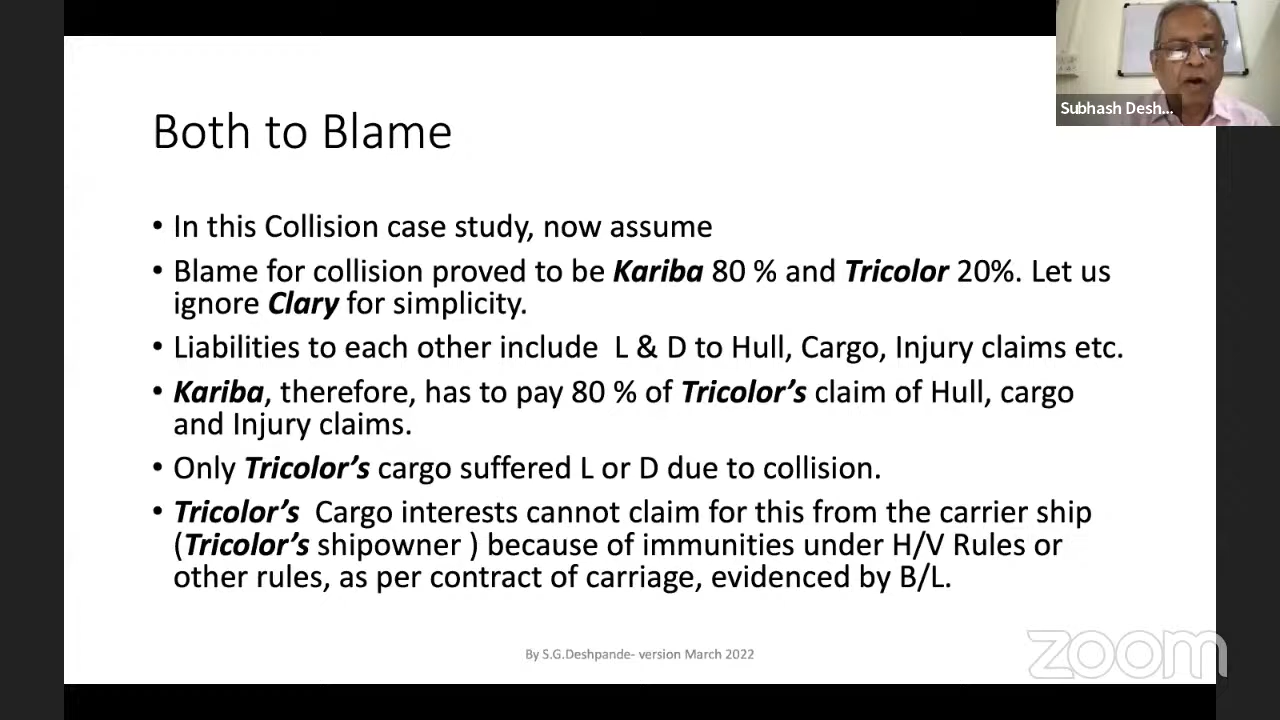 Subhash Desh...
Both to Blame
• In this Collision case study, now assume
• Blame for collision proved to be Kariba 80 % and Tricolor 20%. Let us
ignore Clary for simplicity.
• Liabilities to each other include L & D to Hull, Cargo, Injury claims etc.
• Kariba, therefore, has to pay 80 % of Tricolor's claim of Hull, cargo
and Injury claims.
• Only Tricolor's cargo suffered L or D due to collision.
• Tricolor's Cargo interests cannot claim for this from the carrier ship
(Tricolor's shipowner ) because of immunities under H/V Rules or
other rules, as per contract of carriage, evidenced by B/L.
By S.G.Deshpande- version March 2022
zoom